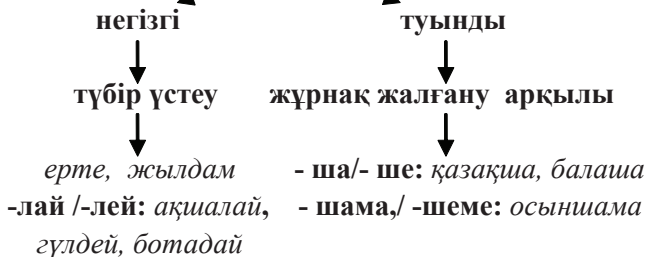 негізгі туынды
түбір үстеу жұрнақ жалғану арқылы
ерте, жылдам - ша/- ше: қазақша, балаша
-лай /-лей: ақшалай, - шама,/ -шеме: осыншама
гүлдей, ботадай